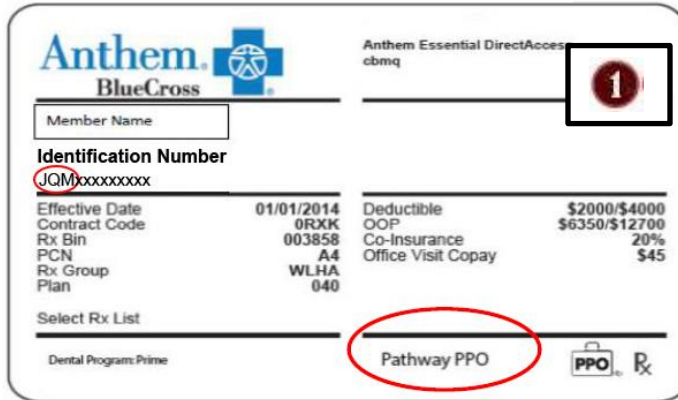 Anthem.
BlueCross
Anthem Essential DirectAcces
cbmq
1
Member Name
Identification Number
JQMxxxxxxxxx
Effective Date 01/01/2014
Contract Code 0RXK
Rx Bin 003858
PCN A4
Rx Group WLHA
Plan 040
Select Rx List
Deductible $2000/$4000
OOP $6350/$12700
Co-Insurance 20%
Office Visit Copay $45
Dental Program: Prime
Pathway PPO
PPO
Rx